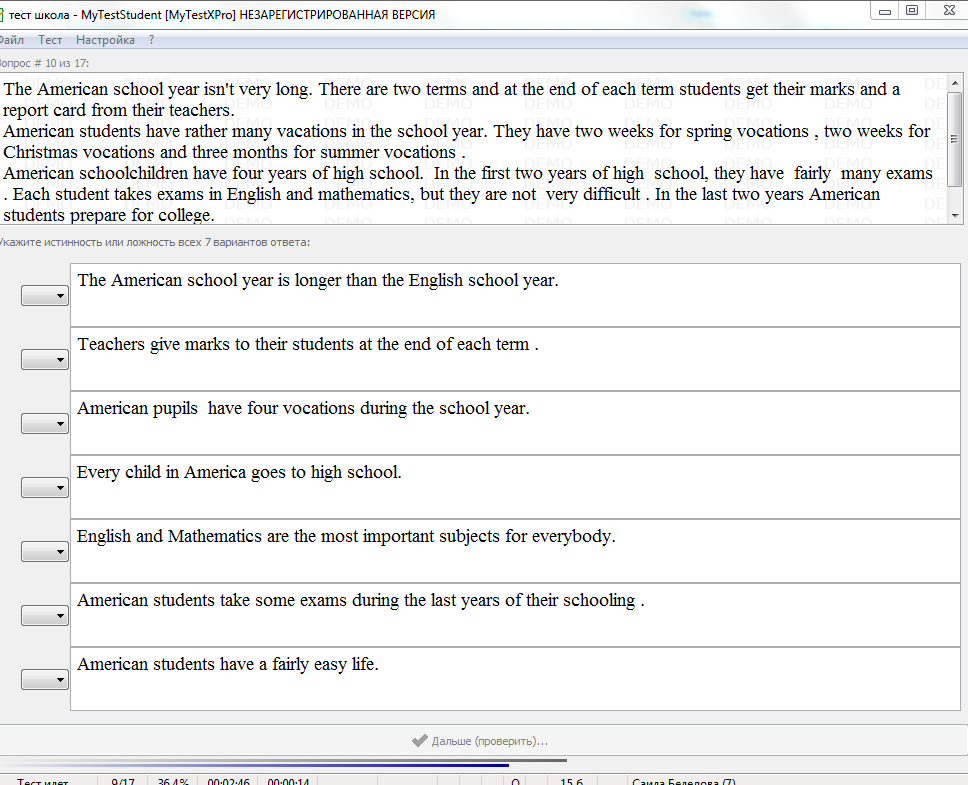 тест школа - MyTestStudent [MyTestXPro] НЕЗАРЕГИСТРИРОВАННАЯ ВЕРСИЯ
Файл Тест Настройка ?
Вопрос # 10 из 17:
The American school year isn't very long. There are two terms and at the end of each term students get their marks and a
report card from their teachers.
American students have rather many vacations in the school year. They have two weeks for spring vocations , two weeks for
Christmas vocations and three months for summer vocations .
American schoolchildren have four years of high school. In the first two years of high school, they have fairly many exams
. Each student takes exams in English and mathematics, but they are not very difficult . In the last two years American
students prepare for college.
Укажите истинность или ложность всех 7 вариантов ответа:
The American school year is longer than the English school year.
Teachers give marks to their students at the end of each term .
American pupils have four vocations during the school year.
Every child in America goes to high school.
English and Mathematics are the most important subjects for everybody.
American students take some exams during the last years of their schooling .
American students have a fairly easy life.
Дальше (проверить)...
Тест идет 9/17 36,4% 00:02:46 00:00:14 О 15,6 Саида (7)